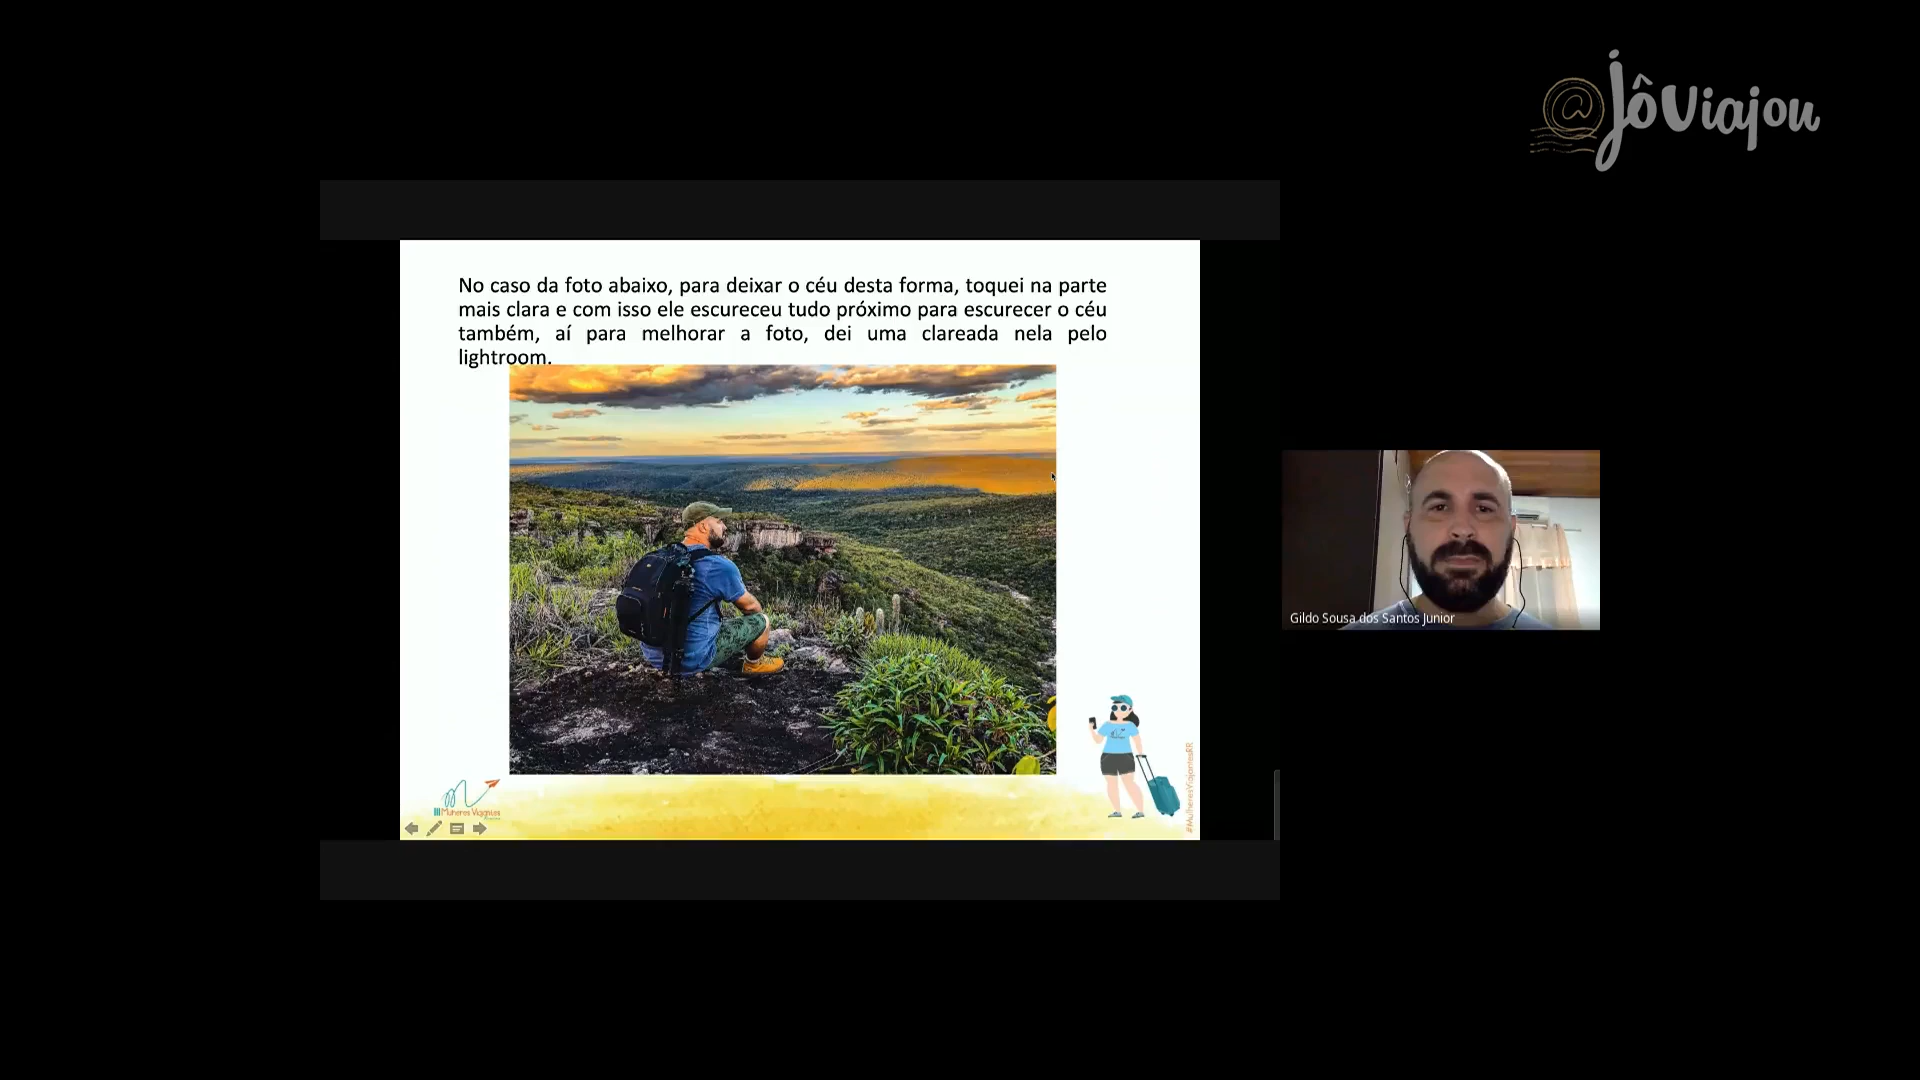 @jôviajou
No caso da foto abaixo, para deixar o céu desta forma, toquei na parte
mais clara e com isso ele escureceu tudo próximo para escurecer o céu
também, aí para melhorar a foto, dei uma clareada nela pelo
lightroom.
Gildo Sousa dos Santos Junior
Mulheres Viajantes
#MulheresViajantesRR